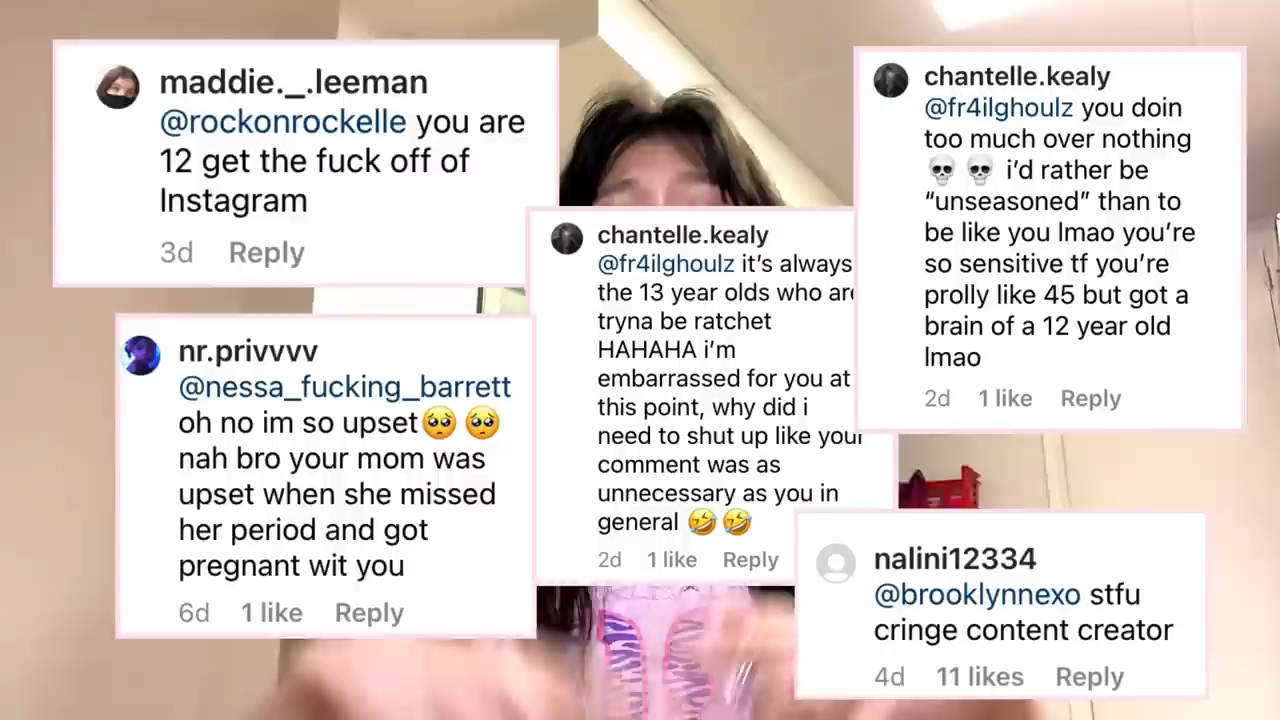 maddie._.leeman
@rockonrockelle you are
12 get the fuck off of
Instagram
3d Reply
nr.privvvv
@nessa_fucking_barrett
oh no im so upset🥺 🥺
nah bro your mom was
upset when she missed
her period and got
pregnant wit you
6d 1 like Reply
chantelle.kealy
@fr4ilghoulz it’s always
the 13 year olds who are
tryna be ratchet
HAHAHA i’m
embarrassed for you at
this point, why did i
need to shut up like your
comment was as
unnecessary as you in
general 🤣 🤣
2d 1 like Reply
chantelle.kealy
@fr4ilghoulz you doin
too much over nothing
💀 💀 i’d rather be
“unseasoned” than to
be like you lmao you’re
so sensitive tf you’re
prolly like 45 but got a
brain of a 12 year old
lmao
2d 1 like Reply
nalini12334
@brooklynnexo stfu
cringe content creator
4d 11 likes Reply